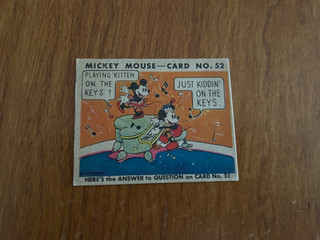 MICKEY MOUSE—CARD NO. 52
PLAYING 'KITTEN
ON THE
KEYS'?
JUST KIDDIN'
ON THE
KEYS.
HERE'S the ANSWER to QUESTION on CARD No. 51